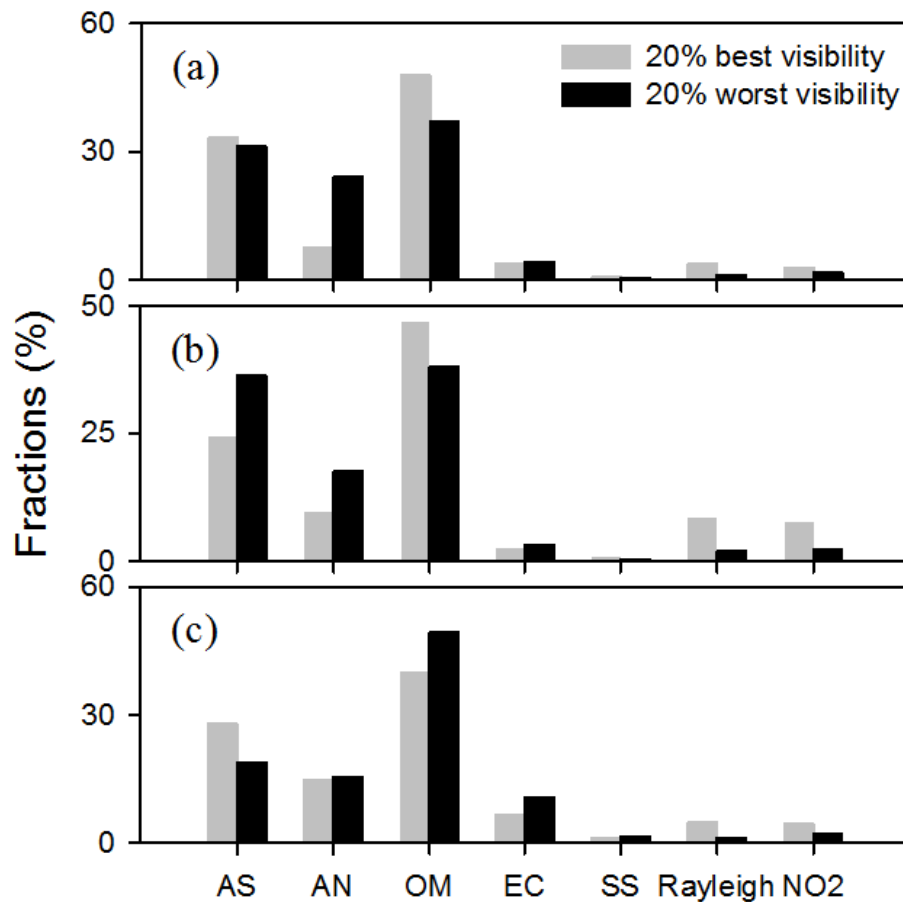 60
(a)
20% best visibility
20% worst visibility
30
0
50
(b)
25
0
60
(c)
30
0
Fractions (%)
AS AN OM EC SS Rayleigh NO2